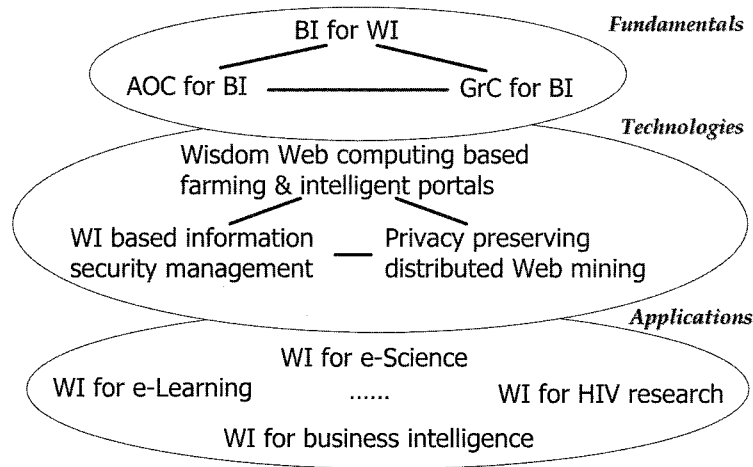 Fundamentals
BI for WI
AOC for BI
GrC for BI
Technologies
Wisdom Web computing based
farming & intelligent portals
WI based information
security management
Privacy preserving
distributed Web mining
Applications
WI for e-Science
WI for e-Learning
......
WI for HIV research
WI for business intelligence